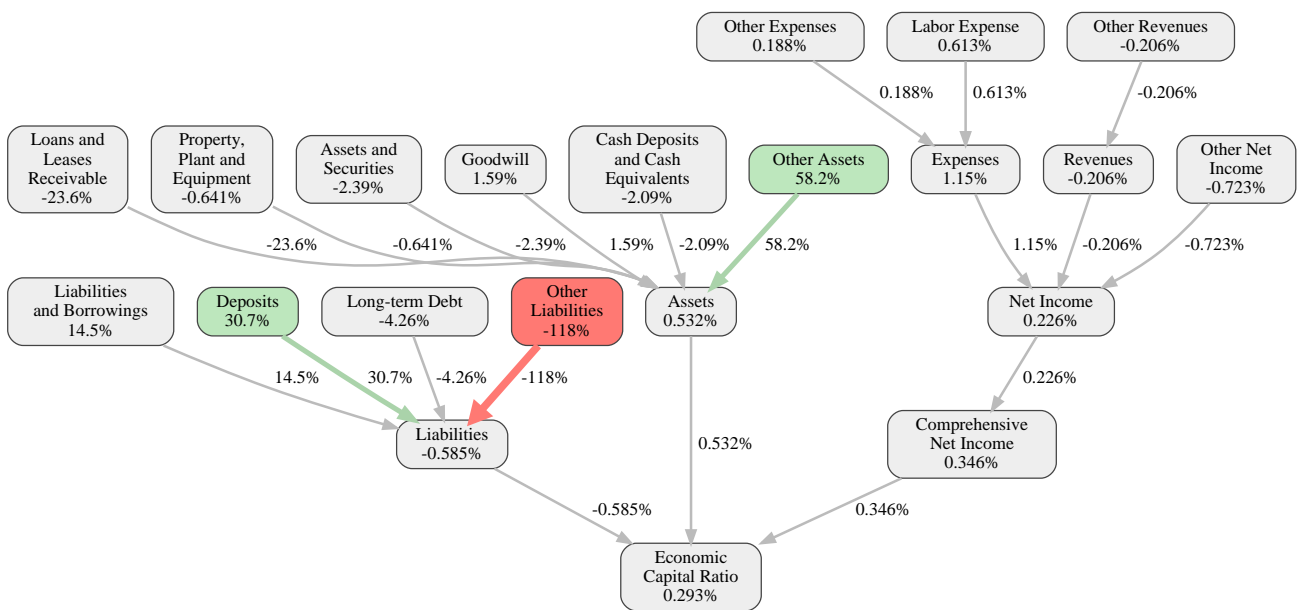 Other Expenses
0.188%
Labor Expense
0.613%
Other Revenues
-0.206%
0.188%
0.613%
-0.206%
Loans and
Leases
Receivable
-23.6%
Property,
Plant and
Equipment
-0.641%
Assets and
Securities
-2.39%
Goodwill
1.59%
Cash Deposits
and Cash
Equivalents
-2.09%
Other Assets
58.2%
Expenses
1.15%
Revenues
-0.206%
Other Net
Income
-0.723%
-23.6%
-0.641%
-2.39%
1.59%
-2.09%
58.2%
1.15%
-0.206%
-0.723%
Liabilities
and Borrowings
14.5%
Deposits
30.7%
Long-term Debt
-4.26%
Other
Liabilities
-118%
Assets
0.532%
Net Income
0.226%
14.5%
30.7%
-4.26%
-118%
0.226%
Liabilities
-0.585%
0.532%
Comprehensive
Net Income
0.346%
-0.585%
0.346%
Economic
Capital Ratio
0.293%